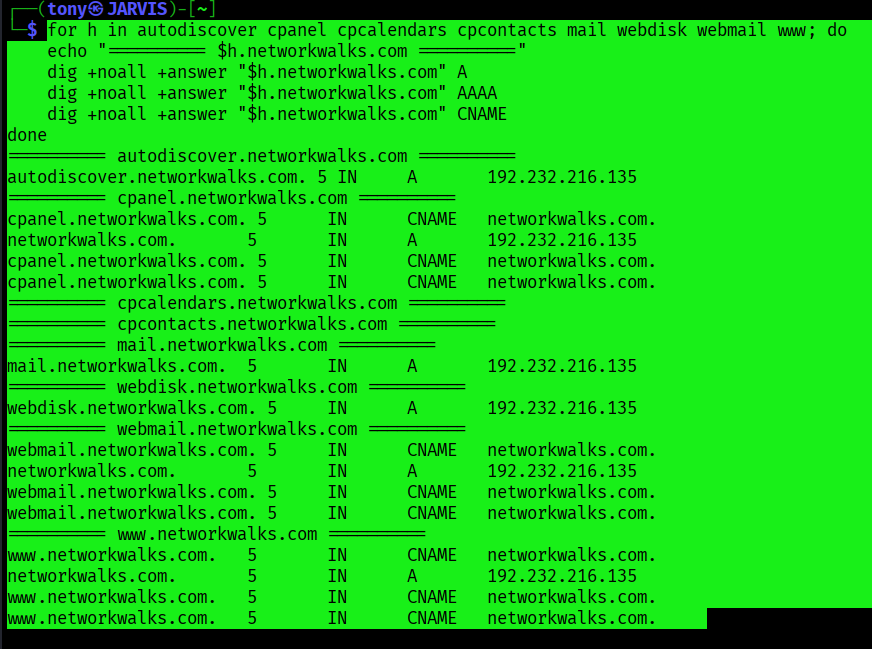 ┌──(tony㉿JARVIS)-[~]
└─$ for h in autodiscover cpanel cpcalendars cpcontacts mail webdisk webmail www; do
    echo "========== $h.networkwalks.com =========="
    dig +noall +answer "$h.networkwalks.com" A
    dig +noall +answer "$h.networkwalks.com" AAAA
    dig +noall +answer "$h.networkwalks.com" CNAME
done
========== autodiscover.networkwalks.com ==========
autodiscover.networkwalks.com. 5 IN     A       192.232.216.135
========== cpanel.networkwalks.com ==========
cpanel.networkwalks.com. 5      IN      CNAME   networkwalks.com.
networkwalks.com.       5       IN      A       192.232.216.135
cpanel.networkwalks.com. 5      IN      CNAME   networkwalks.com.
cpanel.networkwalks.com. 5      IN      CNAME   networkwalks.com.
========== cpcalendars.networkwalks.com ==========
========== cpcontacts.networkwalks.com ==========
========== mail.networkwalks.com ==========
mail.networkwalks.com.  5       IN      A       192.232.216.135
========== webdisk.networkwalks.com ==========
webdisk.networkwalks.com. 5     IN      A       192.232.216.135
========== webmail.networkwalks.com ==========
webmail.networkwalks.com. 5     IN      CNAME   networkwalks.com.
networkwalks.com.       5       IN      A       192.232.216.135
webmail.networkwalks.com. 5     IN      CNAME   networkwalks.com.
webmail.networkwalks.com. 5     IN      CNAME   networkwalks.com.
========== www.networkwalks.com ==========
www.networkwalks.com.   5       IN      CNAME   networkwalks.com.
networkwalks.com.       5       IN      A       192.232.216.135
www.networkwalks.com.   5       IN      CNAME   networkwalks.com.
www.networkwalks.com.   5       IN      CNAME   networkwalks.com.